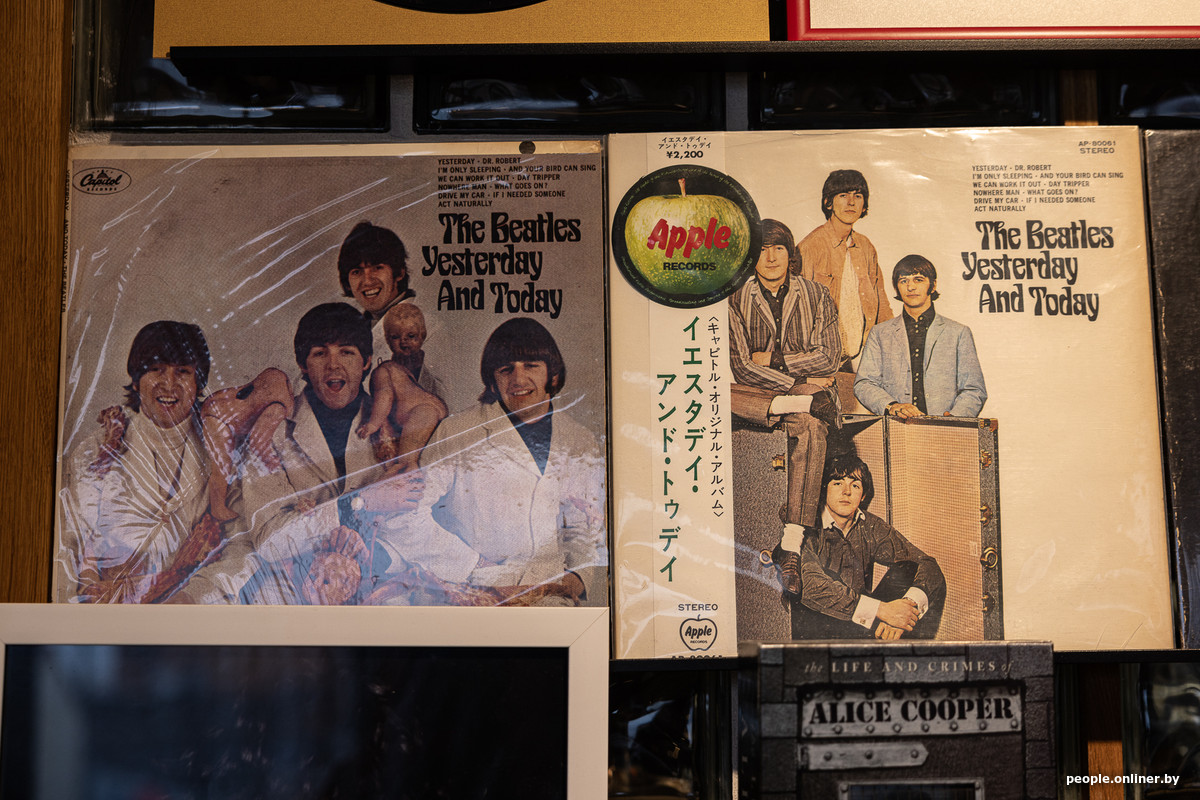 Capitol
RECORDS
YESTERDAY · DR. ROBERT
I'M ONLY SLEEPING · AND YOUR BIRD CAN SING
WE CAN WORK IT OUT · DAY TRIPPER
NOWHERE MAN · WHAT GOES ON?
DRIVE MY CAR · IF I NEEDED SOMEONE
ACT NATURALLY
The Beatles
Yesterday
And Today
イエスタデイ・
アンド・トゥデイ
¥2,200
Apple
RECORDS
〈キャピトル・オリジナル・アルバム〉
イエスタデイ・
アンド・トゥデイ
STEREO
Apple
RECORDS
AP-80061
STEREO
YESTERDAY · DR. ROBERT
I'M ONLY SLEEPING · AND YOUR BIRD CAN SING
WE CAN WORK IT OUT · DAY TRIPPER
NOWHERE MAN · WHAT GOES ON?
DRIVE MY CAR · IF I NEEDED SOMEONE
ACT NATURALLY
The Beatles
Yesterday
And Today
the LIFE AND CRIMES of
ALICE COOPER
people.onliner.by